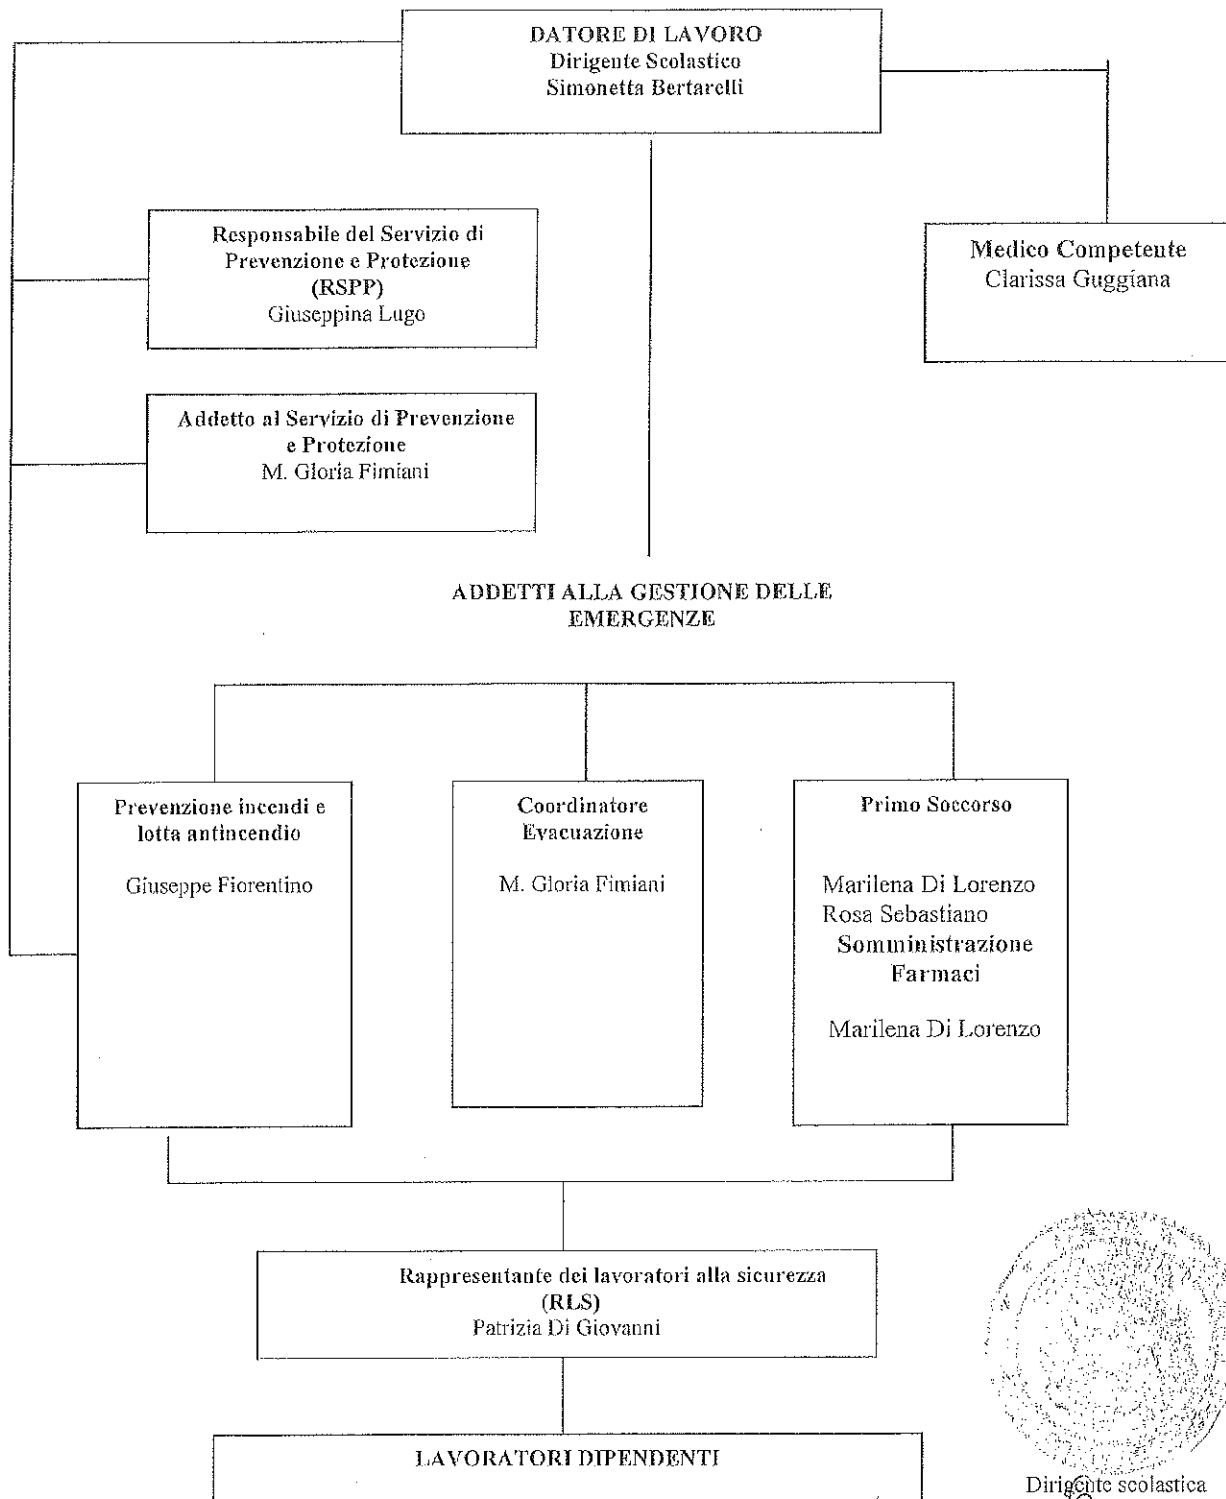 DATORE DI LAVORO
Dirigente Scolastico
Simonetta Bertarelli
Responsabile del Servizio di
Prevenzione e Protezione
(RSPP)
Giuseppina Lugo
Medico Competente
Clarissa Guggiana
Addetto al Servizio di Prevenzione
e Protezione
M. Gloria Fimiani
ADDETTI ALLA GESTIONE DELLE
EMERGENZE
Prevenzione incendi e
lotta antincendio
Giuseppe Fiorentino
Coordinatore
Evacuazione
M. Gloria Fimiani
Primo Soccorso
Marilena Di Lorenzo
Rosa Sebastiano
Somministrazione
Farmaci
Marilena Di Lorenzo
Rappresentante dei lavoratori alla sicurezza
(RLS)
Patrizia Di Giovanni
LAVORATORI DIPENDENTI
Dirigente scolastica